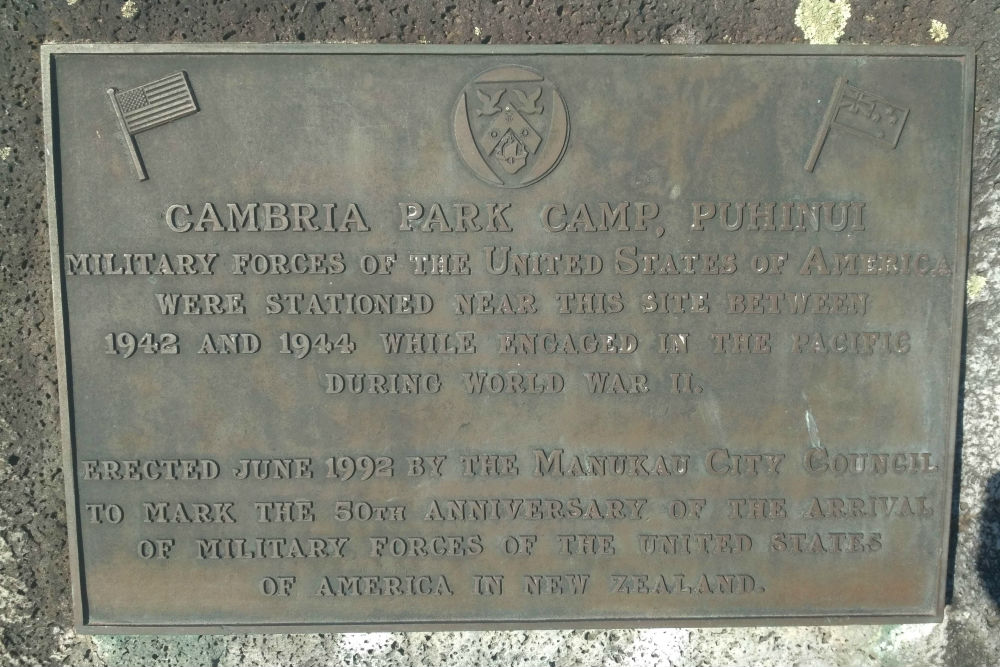 CAMBRIA PARK CAMP, PUHINUI
MILITARY FORCES OF THE UNITED STATES OF AMERICA
WERE STATIONED NEAR THIS SITE BETWEEN
1942 AND 1944 WHILE ENGAGED IN THE PACIFIC
DURING WORLD WAR II.
ERECTED JUNE 1992 BY THE MANUKAU CITY COUNCIL
TO MARK THE 50TH ANNIVERSARY OF THE ARRIVAL
OF MILITARY FORCES OF THE UNITED STATES
OF AMERICA IN NEW ZEALAND.